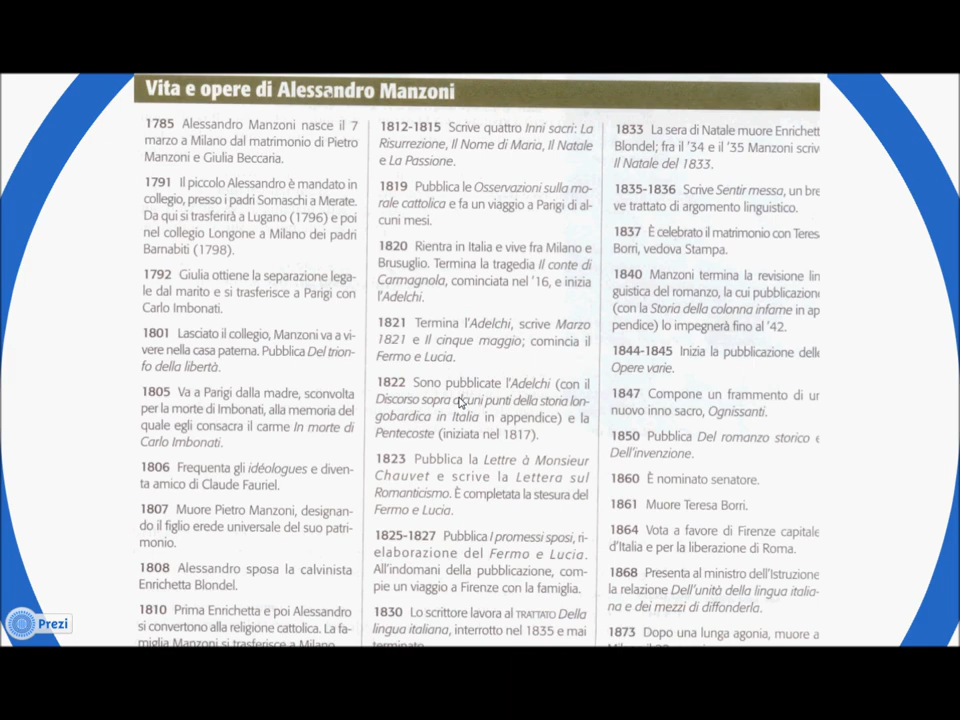 Vita e opere di Alessandro Manzoni
1785 Alessandro Manzoni nasce il 7
marzo a Milano dal matrimonio di Pietro
Manzoni e Giulia Beccaria.
1791 Il piccolo Alessandro è mandato in
collegio, presso i padri Somaschi a Merate.
Da qui si trasferirà a Lugano (1796) e poi
nel collegio Longone a Milano dei padri
Barnabiti (1798).
1792 Giulia ottiene la separazione lega-
le dal marito e si trasferisce a Parigi con
Carlo Imbonati.
1801 Lasciato il collegio, Manzoni va a vi-
vere nella casa paterna. Pubblica Del trion-
fo della libertà.
1805 Va a Parigi dalla madre, sconvolta
per la morte di Imbonati, alla memoria del
quale egli consacra il carme In morte di
Carlo Imbonati.
1806 Frequenta gli idéologues e diven-
ta amico di Claude Fauriel.
1807 Muore Pietro Manzoni, designan-
do il figlio erede universale del suo patri-
monio.
1808 Alessandro sposa la calvinista
Enrichetta Blondel.
1810 Prima Enrichetta e poi Alessandro
si convertono alla religione cattolica. La fa-
miglia Manzoni si trasferisce a Milano
1812-1815 Scrive quattro Inni sacri: La
Risurrezione, Il Nome di Maria, Il Natale
e La Passione.
1819 Pubblica le Osservazioni sulla mo-
rale cattolica e fa un viaggio a Parigi di al-
cuni mesi.
1820 Rientra in Italia e vive fra Milano e
Brusuglio. Termina la tragedia Il conte di
Carmagnola, cominciata nel '16, e inizia
l'Adelchi.
1821 Termina l'Adelchi, scrive Marzo
1821 e Il cinque maggio; comincia il
Fermo e Lucia.
1822 Sono pubblicate l'Adelchi (con il
Discorso sopra alcuni punti della storia lon-
gobardica in Italia in appendice) e la
Pentecoste (iniziata nel 1817).
1823 Pubblica la Lettre à Monsieur
Chauvet e scrive la Lettera sul
Romanticismo. È completata la stesura del
Fermo e Lucia.
1825-1827 Pubblica I promessi sposi, ri-
elaborazione del Fermo e Lucia.
All'indomani della pubblicazione, com-
pie un viaggio a Firenze con la famiglia.
1830 Lo scrittore lavora al TRATTATO Della
lingua italiana, interrotto nel 1835 e mai
terminato
1833 La sera di Natale muore Enrichett
Blondel; fra il '34 e il '35 Manzoni scriv
Il Natale del 1833.
1835-1836 Scrive Sentir messa, un bre
ve trattato di argomento linguistico.
1837 È celebrato il matrimonio con Teres
Borri, vedova Stampa.
1840 Manzoni termina la revisione lin
guistica del romanzo, la cui pubblicazione
(con la Storia della colonna infame in ap
pendice) lo impegnerà fino al '42.
1844-1845 Inizia la pubblicazione delle
Opere varie.
1847 Compone un frammento di un
nuovo inno sacro, Ognissanti.
1850 Pubblica Del romanzo storico e
Dell'invenzione.
1860 È nominato senatore.
1861 Muore Teresa Borri.
1864 Vota a favore di Firenze capitale
d'Italia e per la liberazione di Roma.
1868 Presenta al ministro dell'Istruzione
la relazione Dell'unità della lingua italia-
na e dei mezzi di diffonderla.
1873 Dopo una lunga agonia, muore a
Prezi